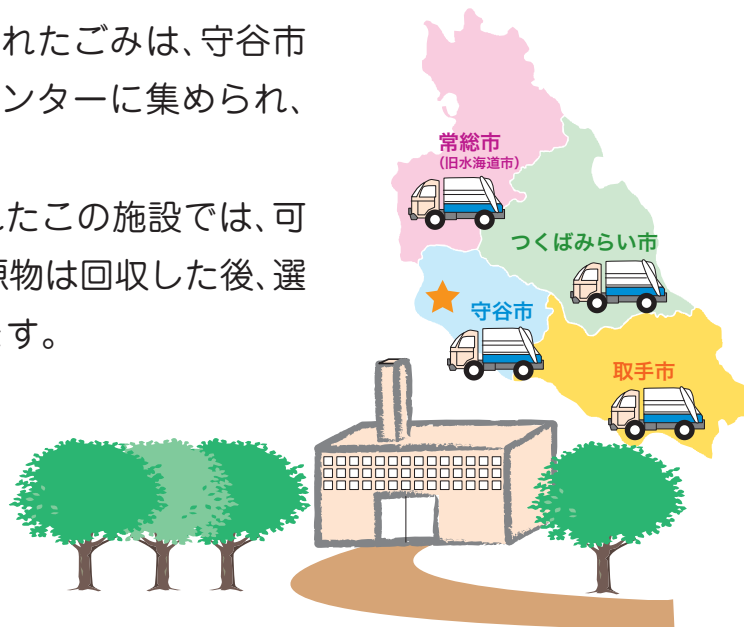 れたごみは、守谷市
ンターに集められ、
したこの施設では、可
源物は回収した後、選
ます。
常総市
（旧水海道市）
つくばみらい市
守谷市
取手市